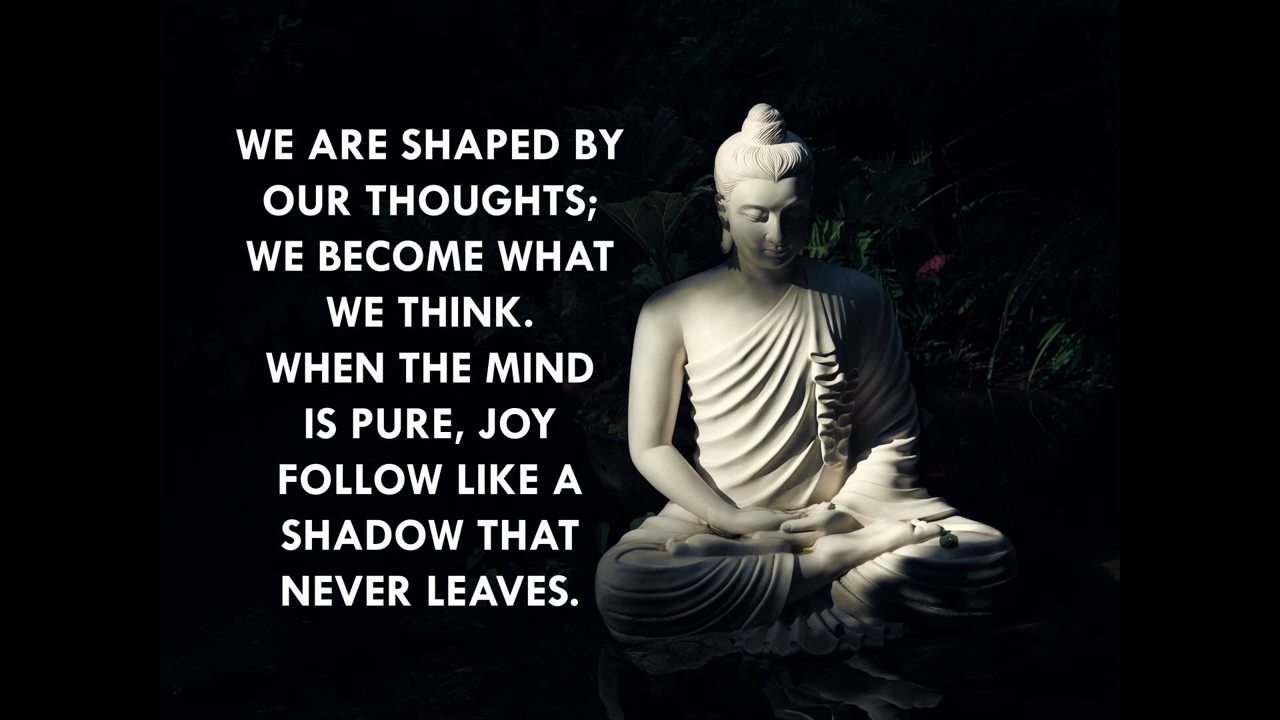 WE ARE SHAPED BY
OUR THOUGHTS;
WE BECOME WHAT
WE THINK.
WHEN THE MIND
IS PURE, JOY
FOLLOW LIKE A
SHADOW THAT
NEVER LEAVES.